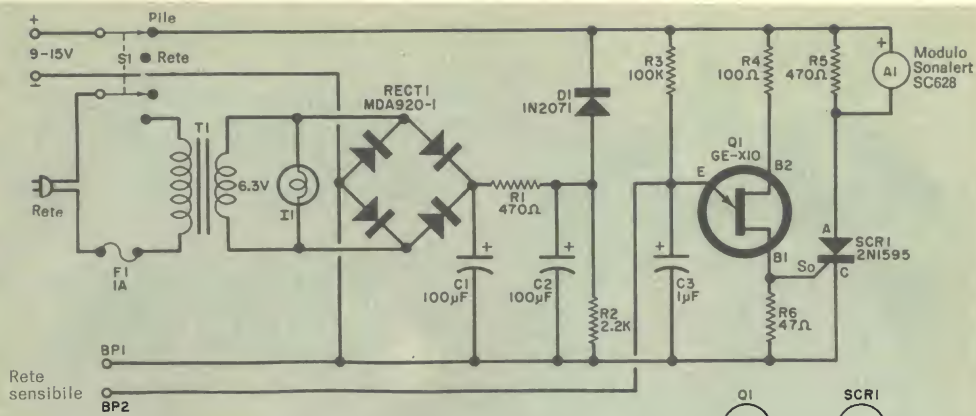 +
Pile
9-15V
S1
Rete
–
RECT1
MDA920-1
T1
6.3V
I1
Rete
F1
1A
R1
470Ω
C1
100µF
+
C2
100µF
+
D1
1N2071
R2
2.2K
R3
100K
R4
100Ω
R5
470Ω
+
A1
Modulo
Sonalert
SC628
Q1
GE-X10
E
B2
B1
C3
1µF
+
So
A
SCR1
2N1595
C
R6
47Ω
BP1
Rete
sensibile
BP2
Q1
SCR1